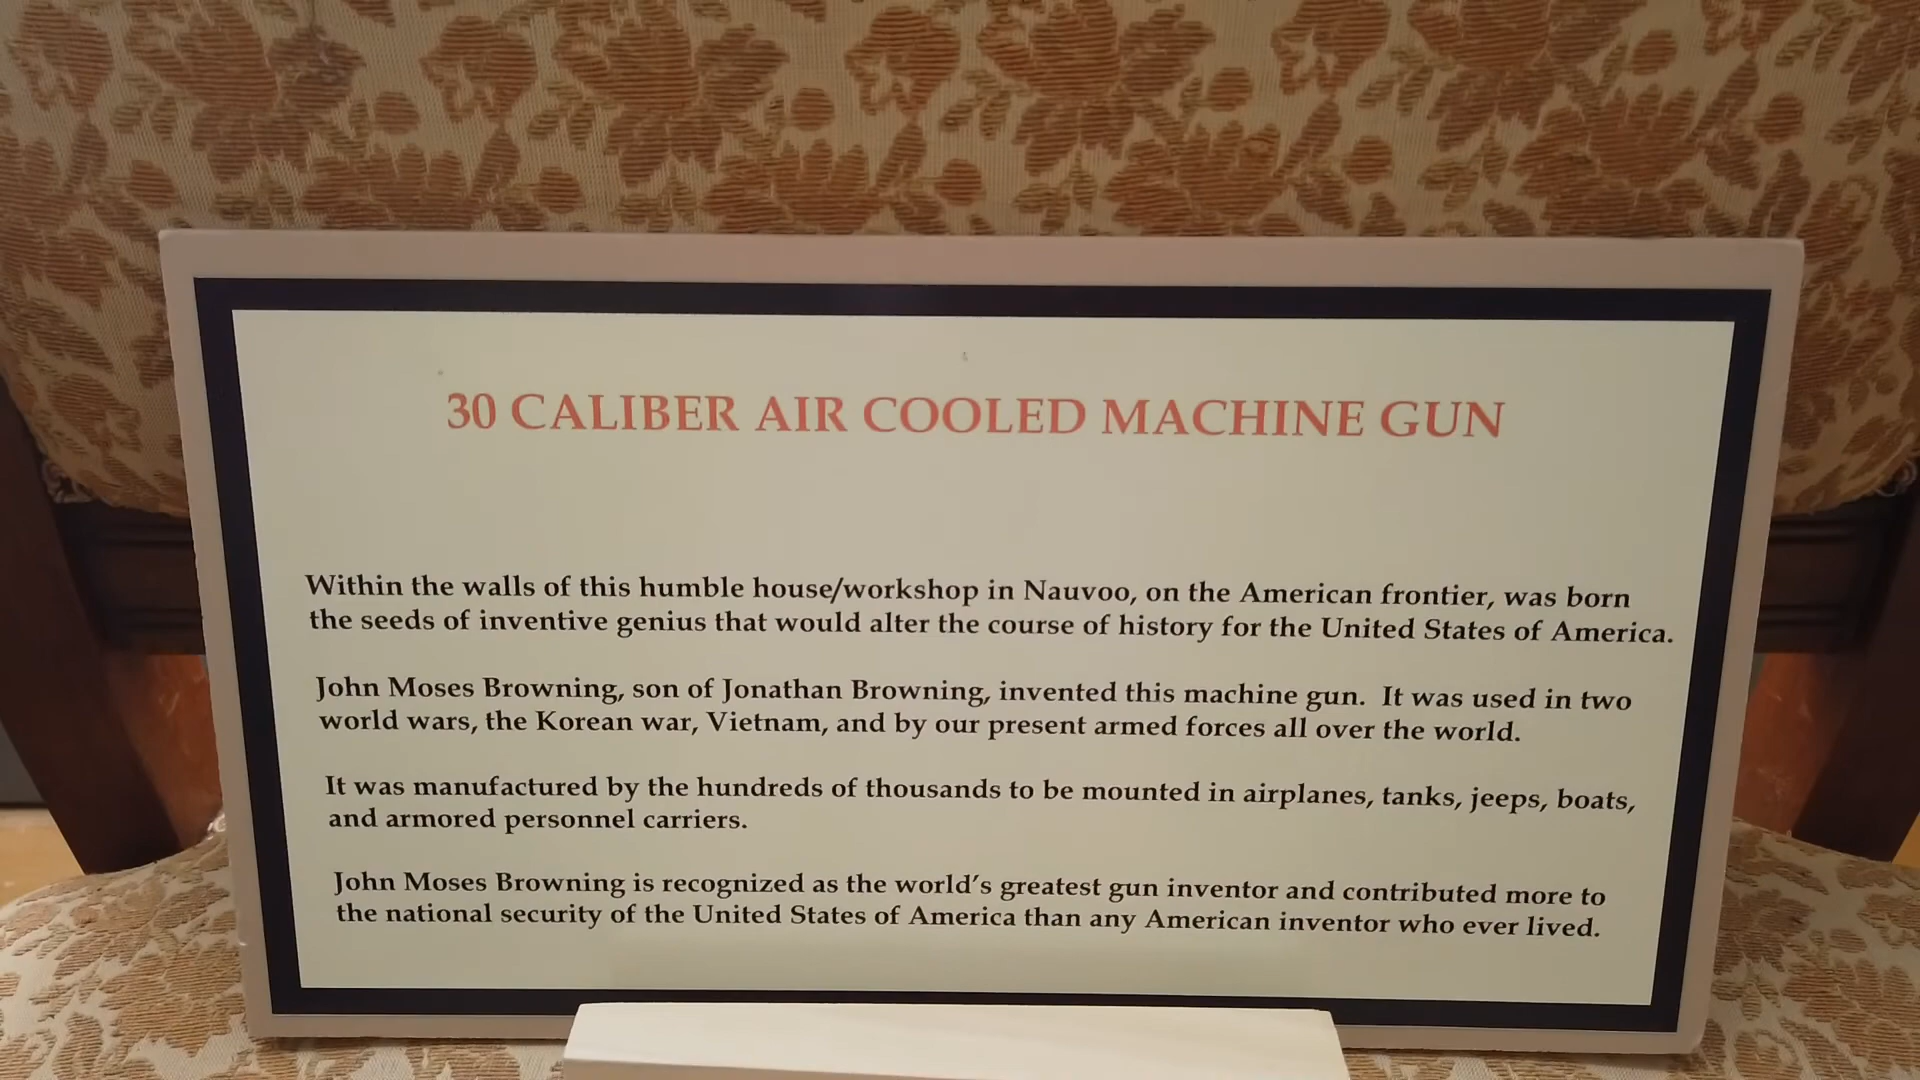 30 CALIBER AIR COOLED MACHINE GUN
Within the walls of this humble house/workshop in Nauvoo, on the American frontier, was born
the seeds of inventive genius that would alter the course of history for the United States of America.
John Moses Browning, son of Jonathan Browning, invented this machine gun. It was used in two
world wars, the Korean war, Vietnam, and by our present armed forces all over the world.
It was manufactured by the hundreds of thousands to be mounted in airplanes, tanks, jeeps, boats,
and armored personnel carriers.
John Moses Browning is recognized as the world's greatest gun inventor and contributed more to
the national security of the United States of America than any American inventor who ever lived.